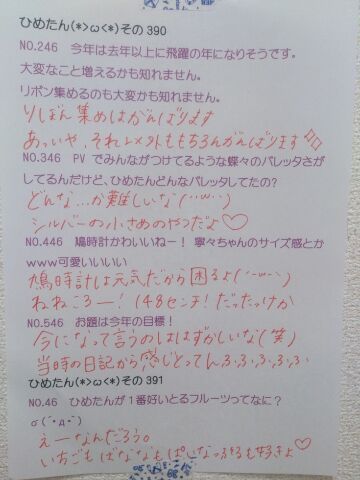 ひめたん(*>ω<*)その390
NO.246 今年は去年以上に飛躍の年になりそうです。
大変なこと増えるかも知れません。
リボン集めるのも大変かも知れません。
りぼん集めはがんばります
あっいや、それ以外ももちろんがんばります
NO.346 PVでみんながつけてるような蝶々のバレッタさが
してるんだけど、ひめたんどんなバレッタしてたの?
どんな…か難しいな(´・ω・`)
シルバーの小さめのやつだよ♡
NO.446 鳩時計かわいいねー! 寧々ちゃんのサイズ感とか
www可愛いいいい
鳩時計は元気だから困るよ(´・ω・`)
ねねころー! 148センチ! だったっけか
NO.546 お題は今年の目標!
今になって言うのははずかしいな(笑)
当時の日記から感じとってんふふふふふ
ひめたん(*>ω<*)その391
NO.46 ひめたんが1番好いとるフルーツってなに?
σ(´・д・`)
えーなんだろう。
いちごもばななもぱいなっぷるも好きよ♡